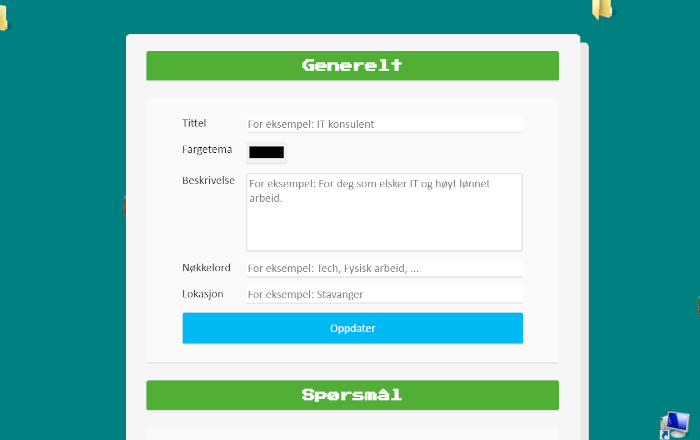 Generelt
Tittel For eksempel: IT konsulent
Fargetema
Beskrivelse For eksempel: For deg som elsker IT og høyt lønnet
arbeid.
Nøkkelord For eksempel: Tech, Fysisk arbeid, ...
Lokasjon For eksempel: Stavanger
Oppdater
Spørsmål